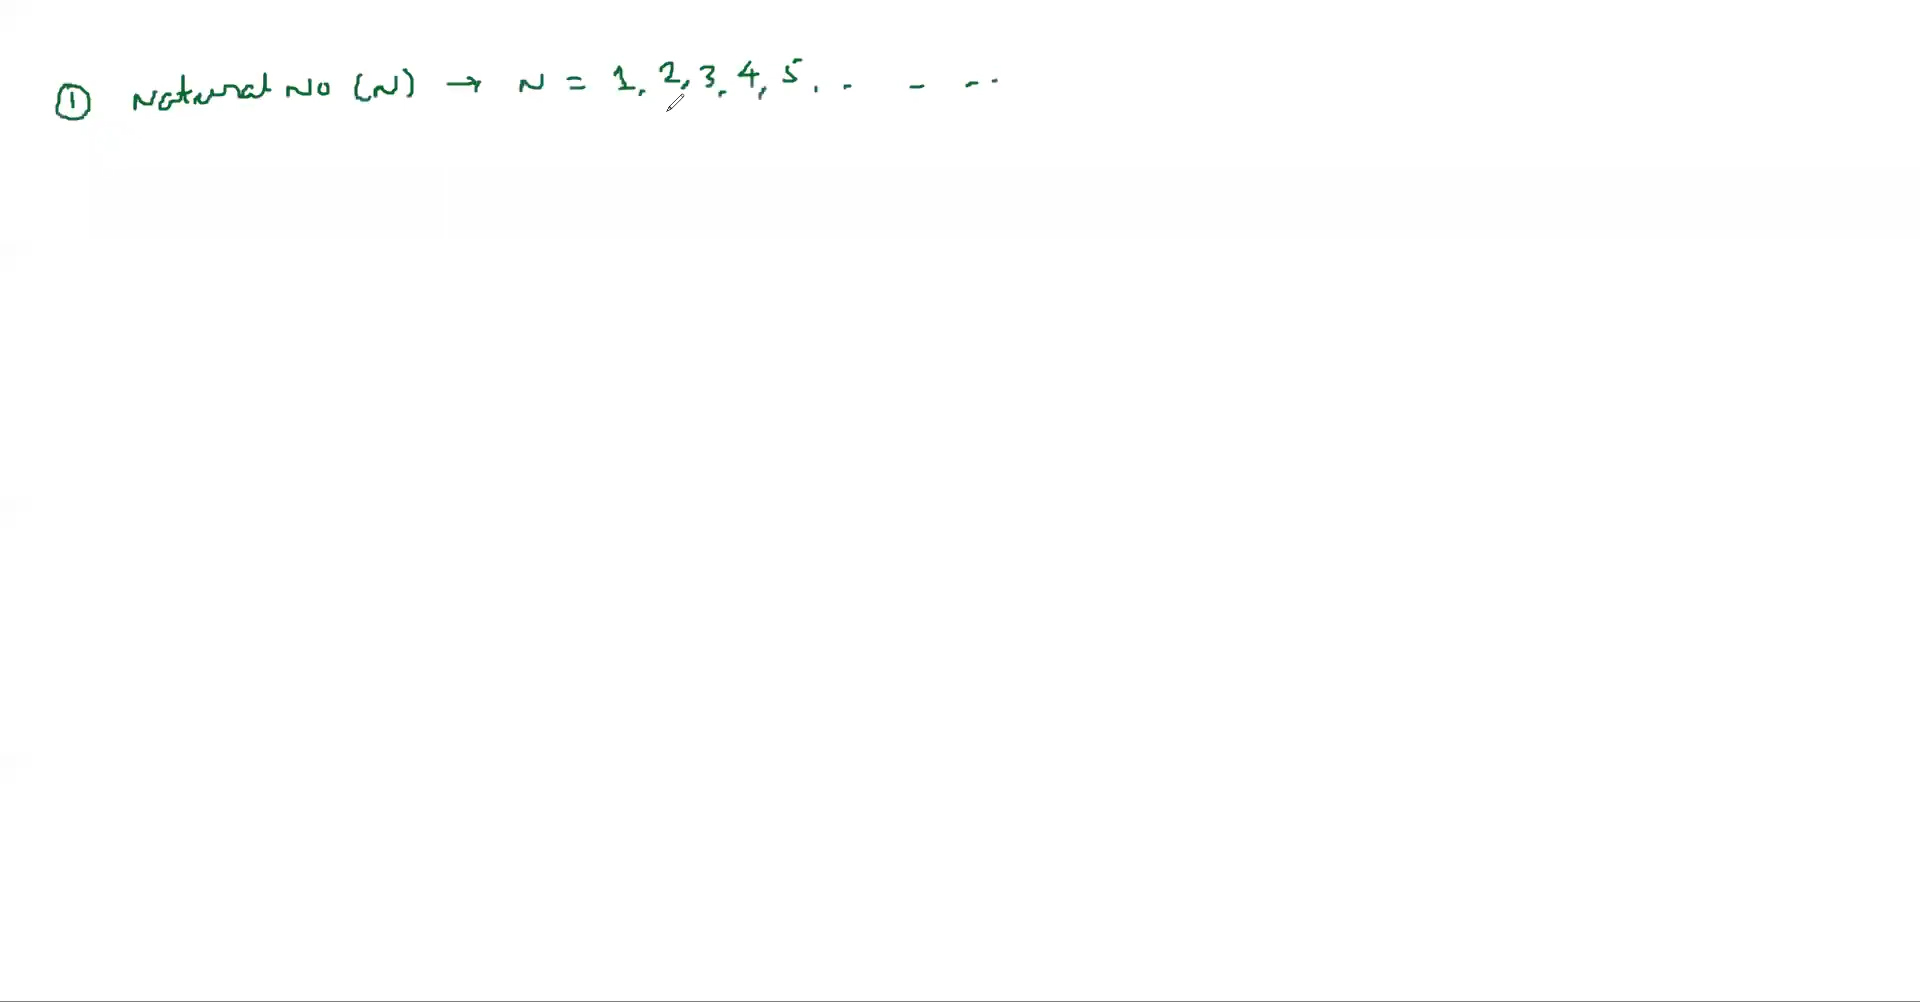 ① Natural No (N) → N = 1, 2, 3, 4, 5, . - - -